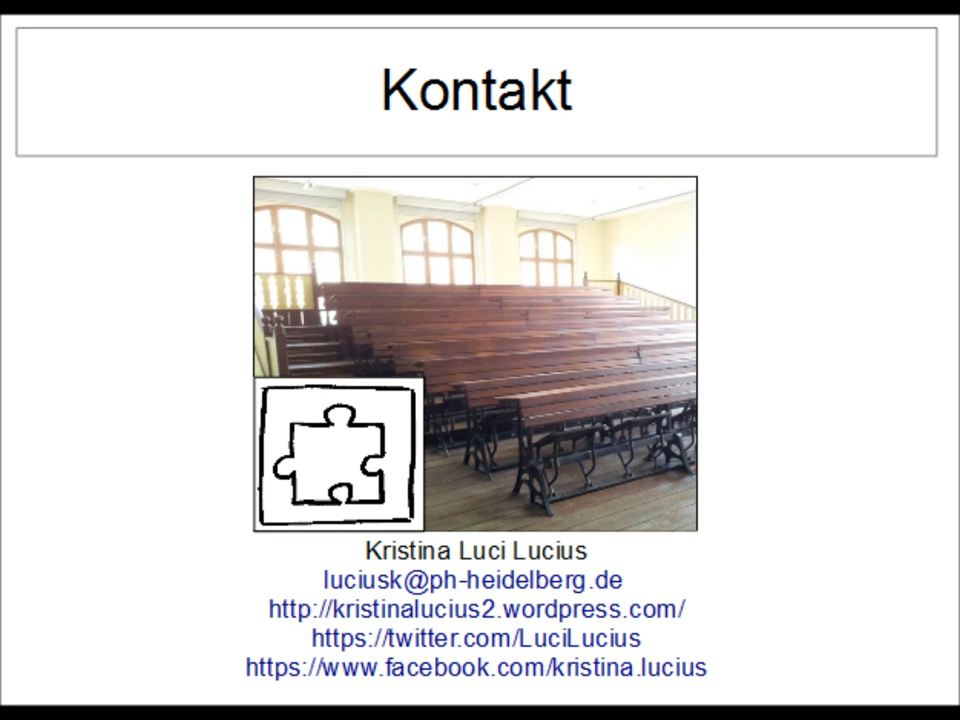 Kontakt
Kristina Luci Lucius
luciusk@ph-heidelberg.de
http://kristinalucius2.wordpress.com/
https://twitter.com/LuciLucius
https://www.facebook.com/kristina.lucius